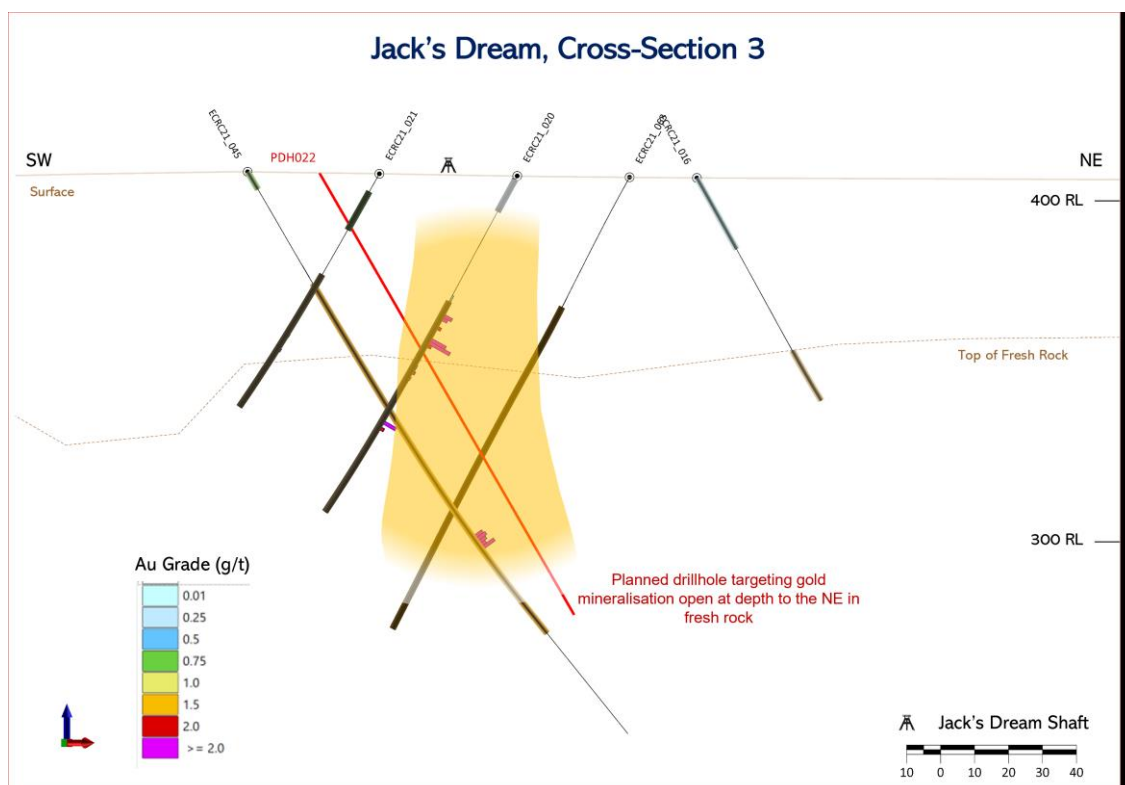 Jack's Dream, Cross-Section 3
ECRC21_045
PDH022
ECRC21_021
ECRC21_020
ECRC21_016
SW
NE
Surface
400 RL
Top of Fresh Rock
300 RL
Planned drillhole targeting gold
mineralisation open at depth to the NE in
fresh rock
Au Grade (g/t)
0.01
0.25
0.5
0.75
1.0
1.5
2.0
>= 2.0
Jack's Dream Shaft
10 0 10 20 30 40